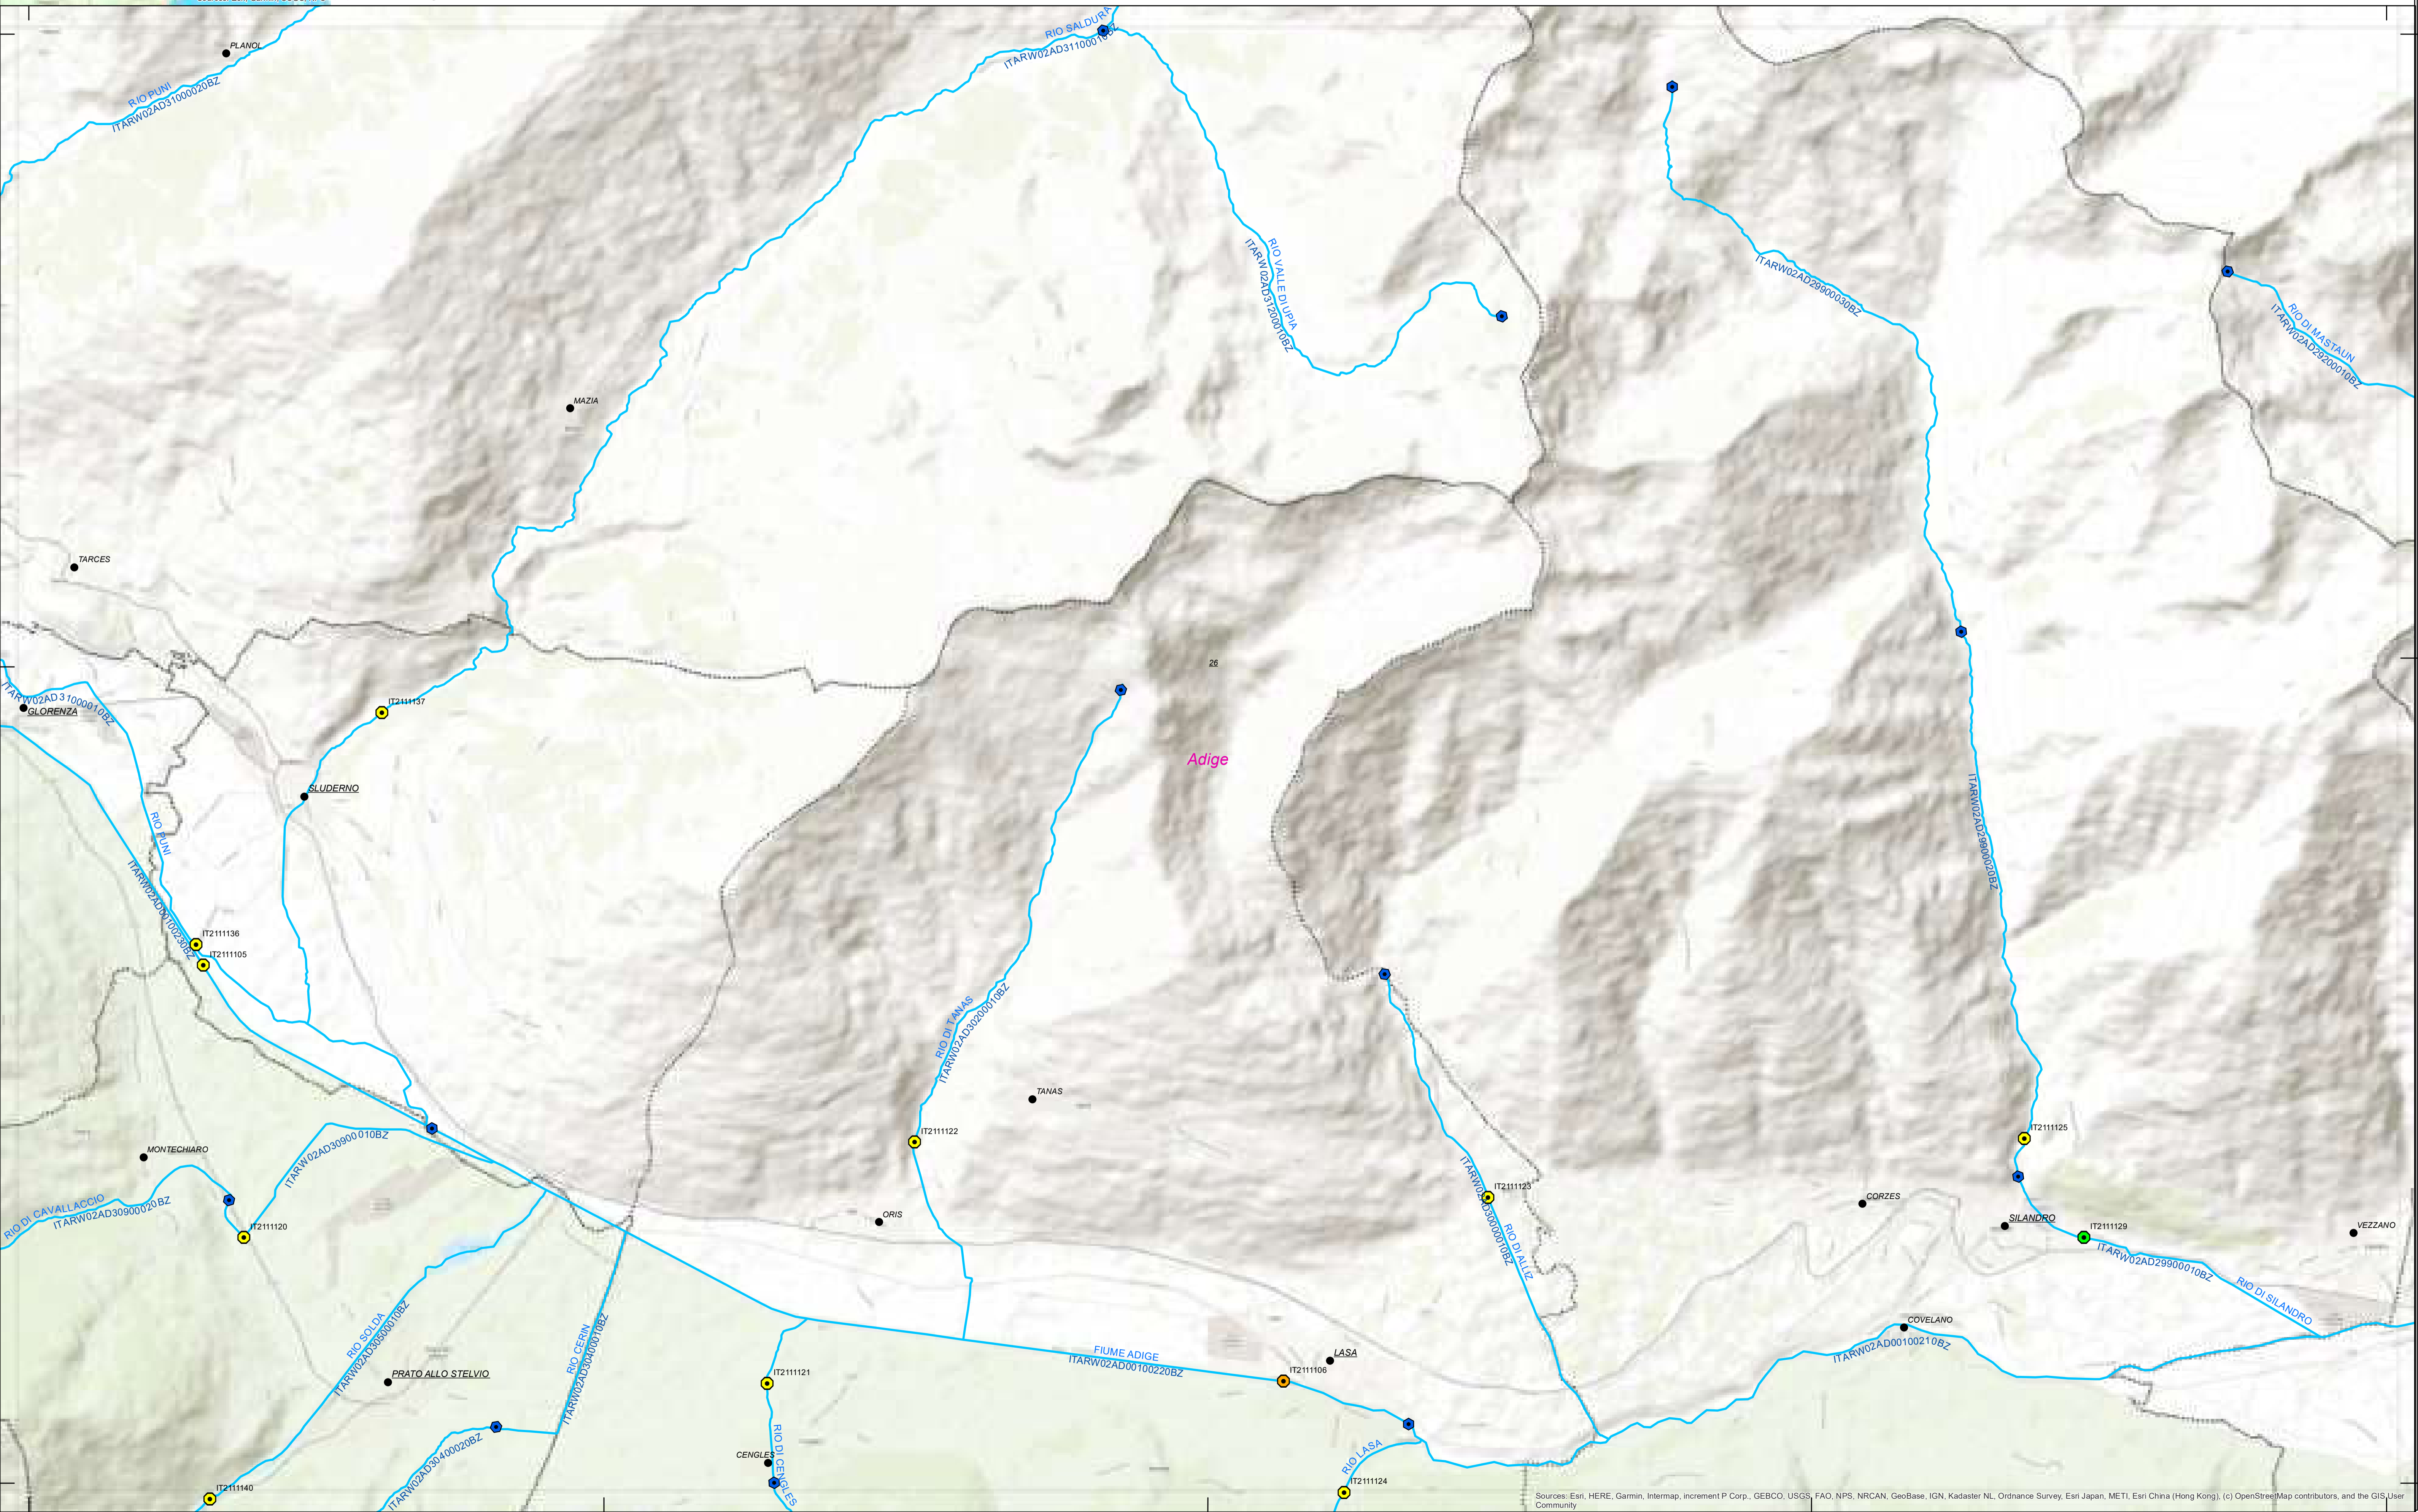 PLANOL
RIO PUNI
ITARW02AD31000020BZ
RIO SALDURA
ITARW02AD31100010BZ
RIO VALLE DI UPIA
ITARW02AD31200010BZ
ITARW02AD29900030BZ
RIO DI MASTAUN
ITARW02AD29200010BZ
MAZIA
TARCES
ITARW02AD31000010BZ
GLORENZA
IT2111137
26
Adige
SLUDERNO
RIO PUNI
ITARW02AD00100230BZ
ITARW02AD29900020BZ
IT2111136
IT2111105
RIO DI TANAS
ITARW02AD30200010BZ
TANAS
IT2111122
IT2111125
MONTECHIARO
ITARW02AD30900010BZ
RIO DI CAVALLACCIO
ITARW02AD30900020BZ
IT2111120
ORIS
IT2111123
ITARW02AD30000010BZ
RIO DI ALLIZ
CORZES
SILANDRO
IT2111129
VEZZANO
ITARW02AD29900010BZ
RIO DI SILANDRO
RIO SOLDA
ITARW02AD30500010BZ
RIO CERIN
ITARW02AD30400010BZ
FIUME ADIGE
ITARW02AD00100220BZ
COVELANO
ITARW02AD00100210BZ
LASA
IT2111106
PRATO ALLO STELVIO
IT2111121
ITARW02AD30400020BZ
CENGLES
RIO DI CENGLES
RIO LASA
IT2111124
IT2111140
Sources: Esri, HERE, Garmin, Intermap, increment P Corp., GEBCO, USGS, FAO, NPS, NRCAN, GeoBase, IGN, Kadaster NL, Ordnance Survey, Esri Japan, METI, Esri China (Hong Kong), (c) OpenStreetMap contributors, and the GIS User
Community